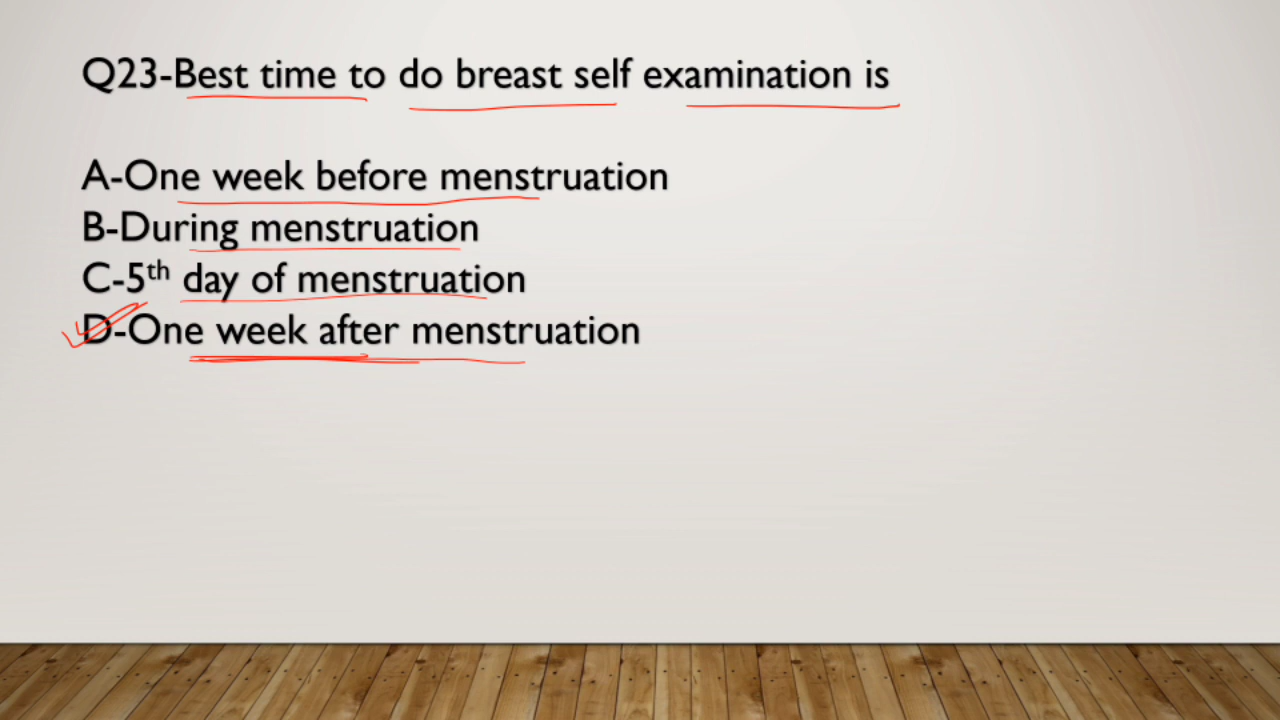 Q23-Best time to do breast self examination is
A-One week before menstruation
B-During menstruation
C-5th day of menstruation
D-One week after menstruation